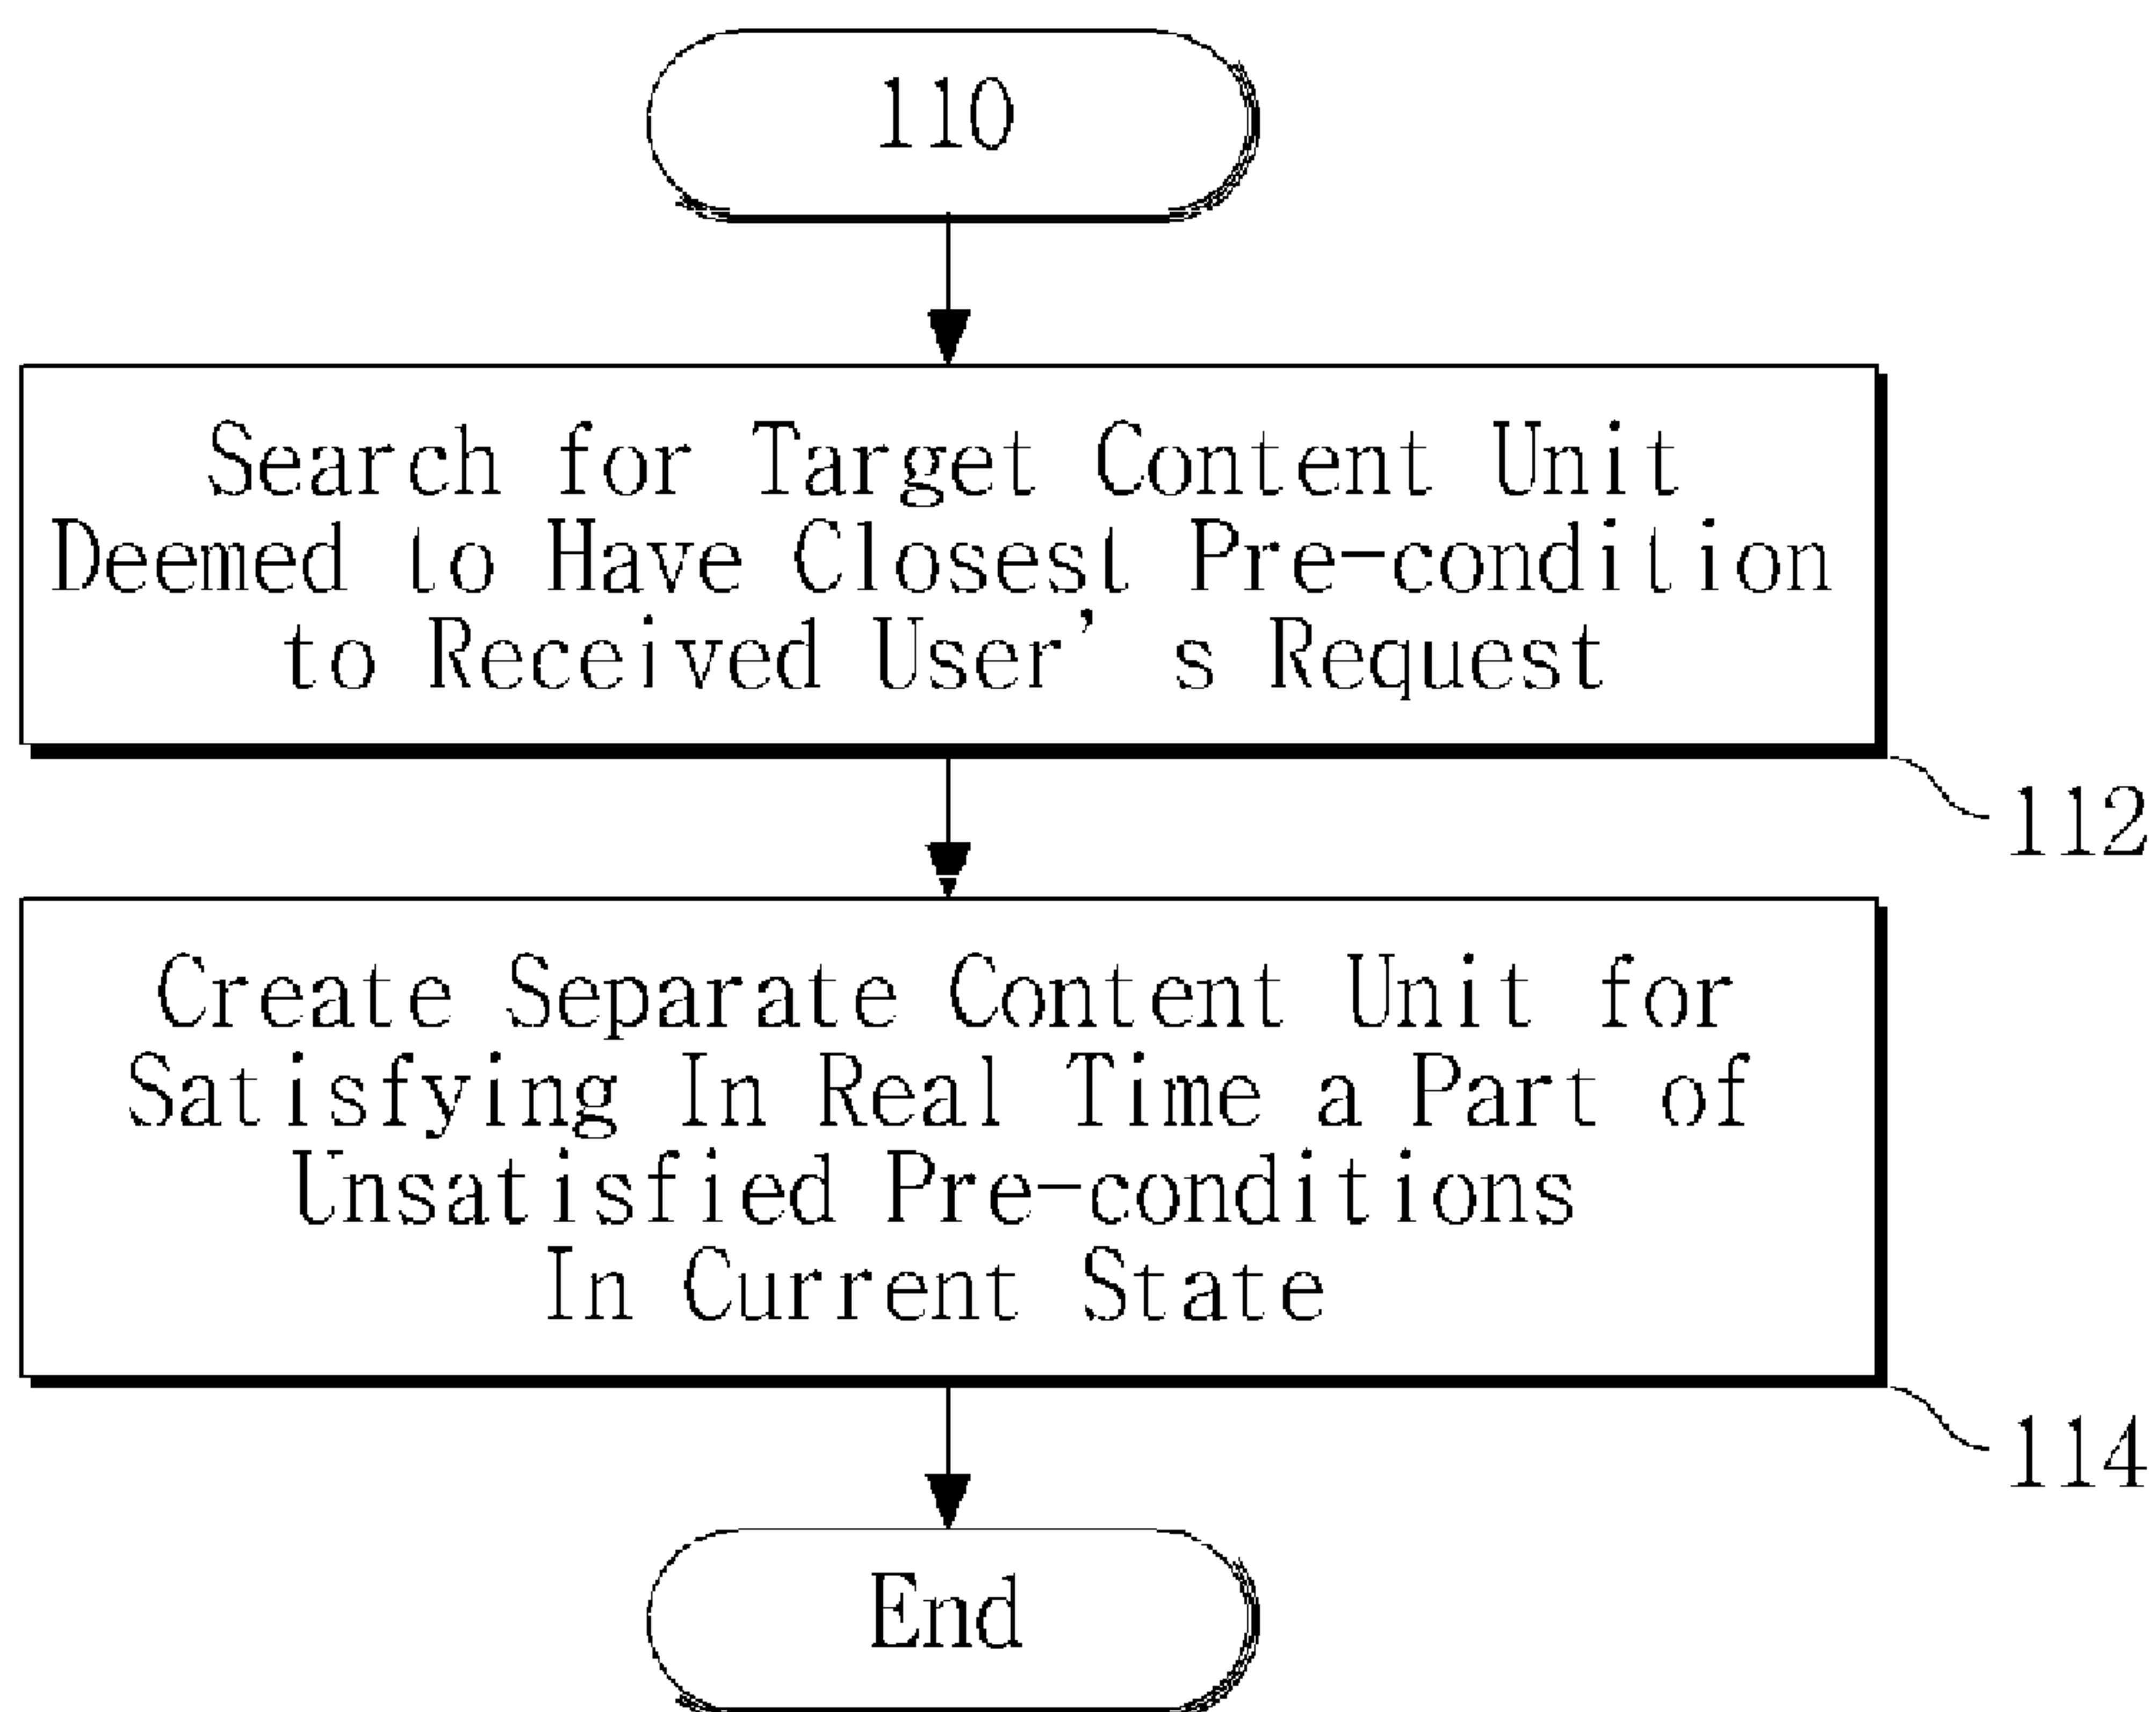 110
Search for Target Content Unit
Deemed to Have Closest Pre-condition
to Received User's Request
112
Create Separate Content Unit for
Satisfying In Real Time a Part of
Unsatisfied Pre-conditions
In Current State
114
End